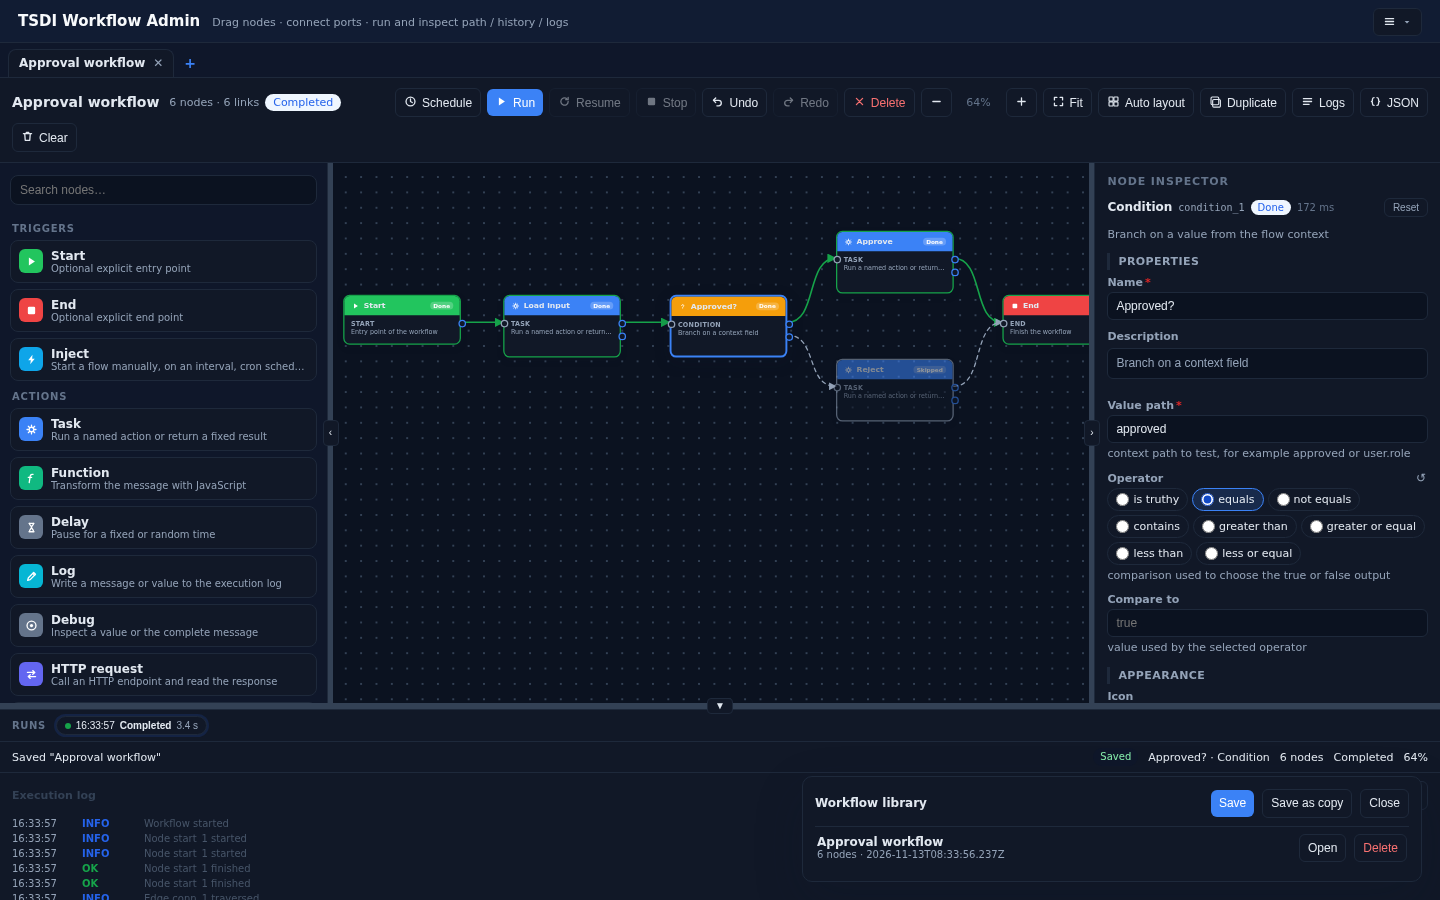 TSDI Workflow Admin Drag nodes · connect ports · run and inspect path / history / logs
Approval workflow ✕ +
Approval workflow 6 nodes · 6 links Completed Schedule Run Resume Stop Undo Redo Delete − 64% + Fit Auto layout Duplicate Logs JSON
Clear
Search nodes…
TRIGGERS
Start
Optional explicit entry point
End
Optional explicit end point
Inject
Start a flow manually, on an interval, cron sched…
ACTIONS
Task
Run a named action or return a fixed result
Function
Transform the message with JavaScript
Delay
Pause for a fixed or random time
Log
Write a message or value to the execution log
Debug
Inspect a value or the complete message
HTTP request
Call an HTTP endpoint and read the response
Start Done
START
Entry point of the workflow
Load input Done
TASK
Run a named action or return…
? Approved? Done
CONDITION
Branch on a context field
Approve Done
TASK
Run a named action or return…
Reject Skipped
TASK
Run a named action or return…
End
END
Finish the workflow
NODE INSPECTOR
Condition condition_1 Done 172 ms Reset
Branch on a value from the flow context
PROPERTIES
Name *
Approved?
Description
Branch on a context field
Value path *
approved
context path to test, for example approved or user.role
Operator ↺
is truthy equals not equals
contains greater than greater or equal
less than less or equal
comparison used to choose the true or false output
Compare to
true
value used by the selected operator
APPEARANCE
Icon
RUNS 16:33:57 Completed 3.4 s
Saved "Approval workflow" Saved Approved? · Condition 6 nodes Completed 64%
Execution log
16:33:57 INFO Workflow started
16:33:57 INFO Node start_1 started
16:33:57 INFO Node start_1 started
16:33:57 OK Node start_1 finished
16:33:57 OK Node start_1 finished
16:33:57 INFO Edge conn_1 traversed
Workflow library Save Save as copy Close
Approval workflow
6 nodes · 2026-11-13T08:33:56.237Z
Open Delete